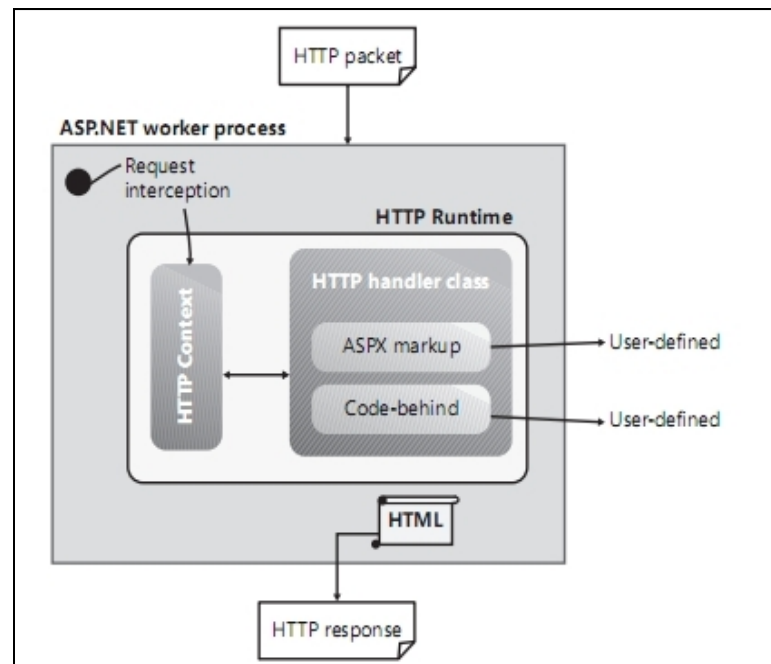 HTTP packet
ASP.NET worker process
Request
interception
HTTP Runtime
HTTP Context
HTTP handler class
ASPX markup
User-defined
Code-behind
User-defined
HTML
HTTP response